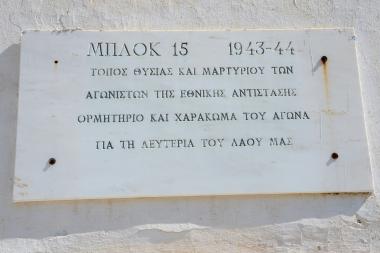 ΜΠΛΟΚ 15 1943-44
ΤΟΠΟΣ ΘΥΣΙΑΣ ΚΑΙ ΜΑΡΤΥΡΙΟΥ ΤΩΝ
ΑΓΩΝΙΣΤΩΝ ΤΗΣ ΕΘΝΙΚΗΣ ΑΝΤΙΣΤΑΣΗΣ
ΟΡΜΗΤΗΡΙΟ ΚΑΙ ΧΑΡΑΚΩΜΑ ΤΟΥ ΑΓΩΝΑ
ΓΙΑ ΤΗ ΛΕΥΤΕΡΙΑ ΤΟΥ ΛΑΟΥ ΜΑΣ